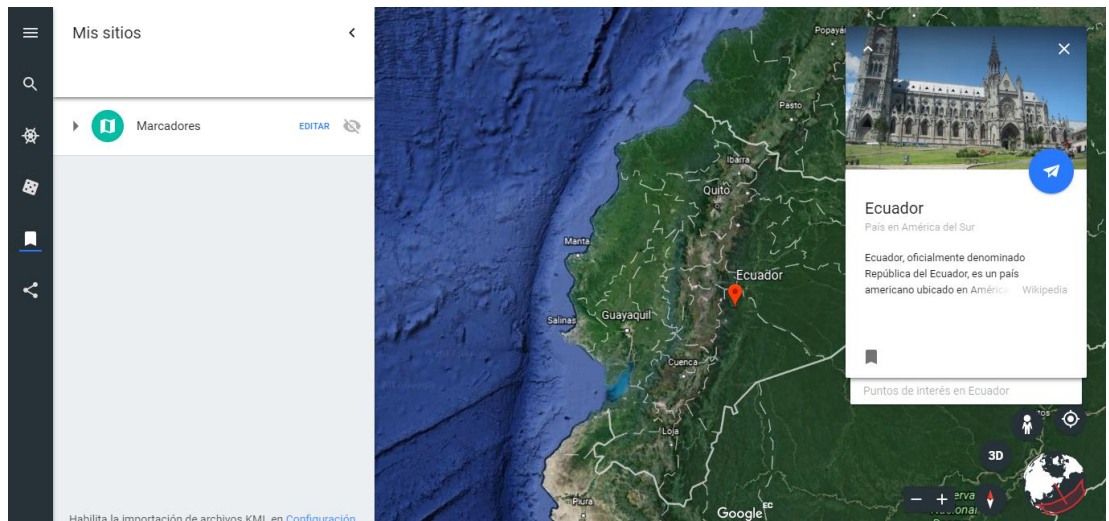 Mis sitios
Marcadores
EDITAR
Habilita la importación de archivos KML en Configuración
Popayán
Pasto
Ibarra
Quito
Manta
Ecuador
Salinas
Guayaquil
Cuenca
Loja
Piura
Google
EC
Ecuador
País en América del Sur
Ecuador, oficialmente denominado
República del Ecuador, es un país
americano ubicado en América Wikipedia
Puntos de interés en Ecuador
3D